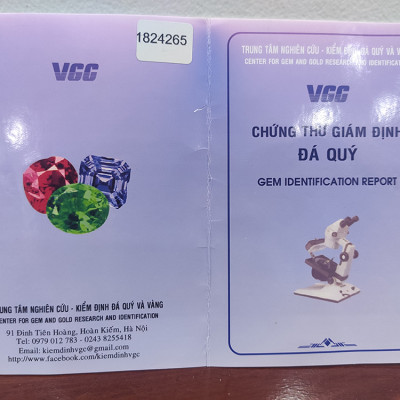 1824265
VGG
TRUNG TÂM NGHIÊN CỨU - KIỂM ĐỊNH ĐÁ QUÝ VÀ VÀNG
CENTER FOR GEM AND GOLD RESEARCH AND IDENTIFICATION
91 Đinh Tiên Hoàng, Hoàn Kiếm, Hà Nội
Tel: 0979 012 783 - 0243 8255418
Email: kiemdinhvgc@gmail.com
http://www.facebook.com/kiemdinhvgc
TRUNG TÂM NGHIÊN CỨU - KIỂM ĐỊNH ĐÁ QUÝ VÀ VÀNG
CENTER FOR GEM AND GOLD RESEARCH AND IDENTIFICA
VGG
CHỨNG THƯ GIÁM ĐỊNH
ĐÁ QUÝ
GEM IDENTIFICATION REPORT